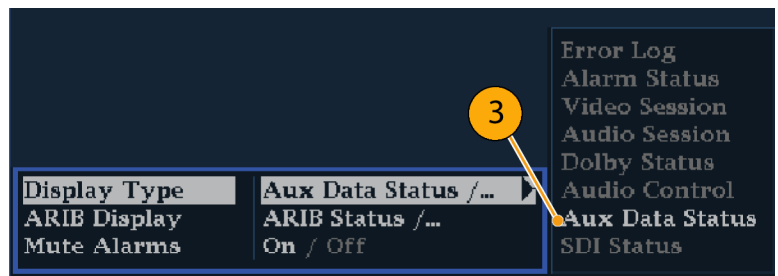 Error Log
Alarm Status
Video Session
Audio Session
Dolby Status
Audio Control
Aux Data Status
SDI Status
3
Display Type Aux Data Status /...
ARIB Display ARIB Status /...
Mute Alarms On / Off